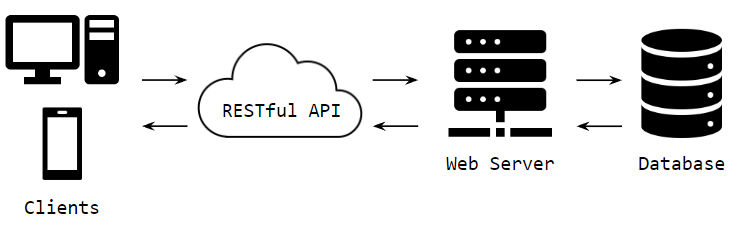 RESTful API
Web Server
Database
Clients